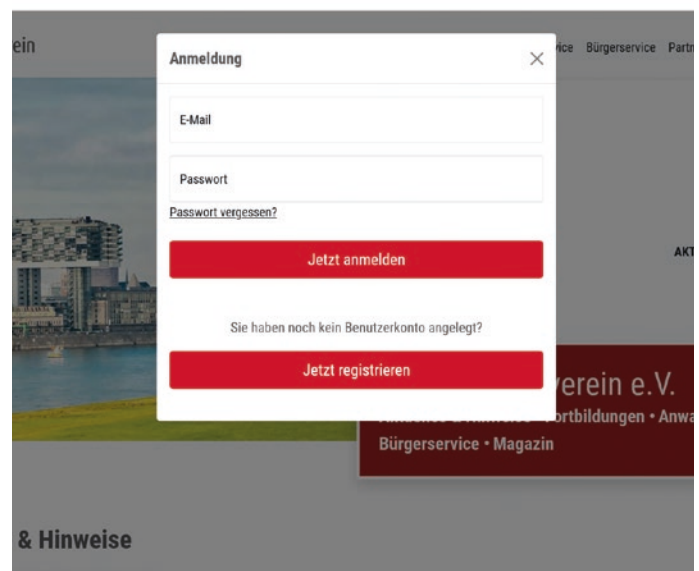 ein
Anmeldung
vice Bürgerservice Partn
E-Mail
Passwort
Passwort vergessen?
Jetzt anmelden
AKT
Sie haben noch kein Benutzerkonto angelegt?
Jetzt registrieren
verein e.V.
ortbildungen • Anwa
Bürgerservice • Magazin
& Hinweise